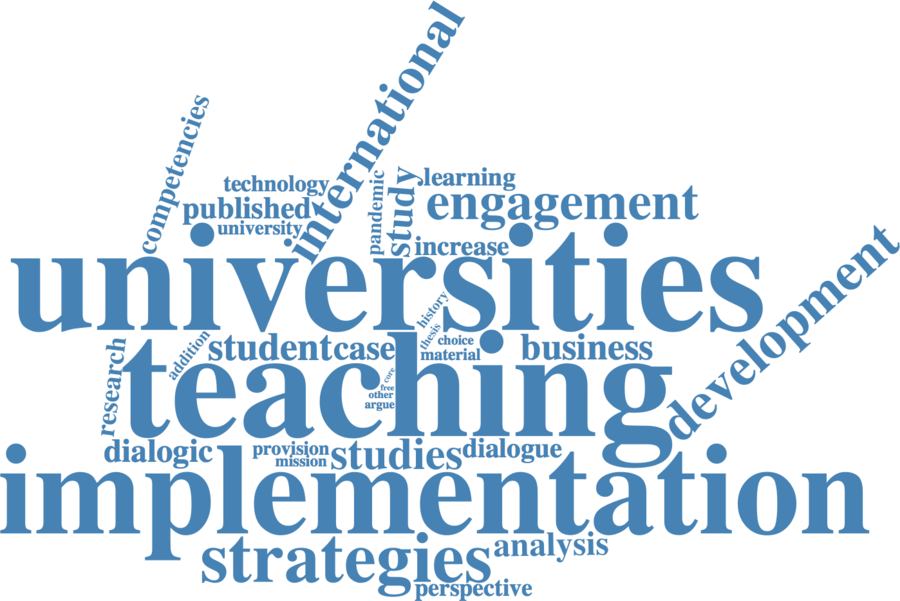 international
competencies
technology
pandemic
study
learning
published
engagement
university
increase
universities
development
history
thesis
choice
material
addition
student
case
business
research
teaching
core
free
other
argue
dialogic
provision
mission
studies
dialogue
implementation
strategies
analysis
perspective